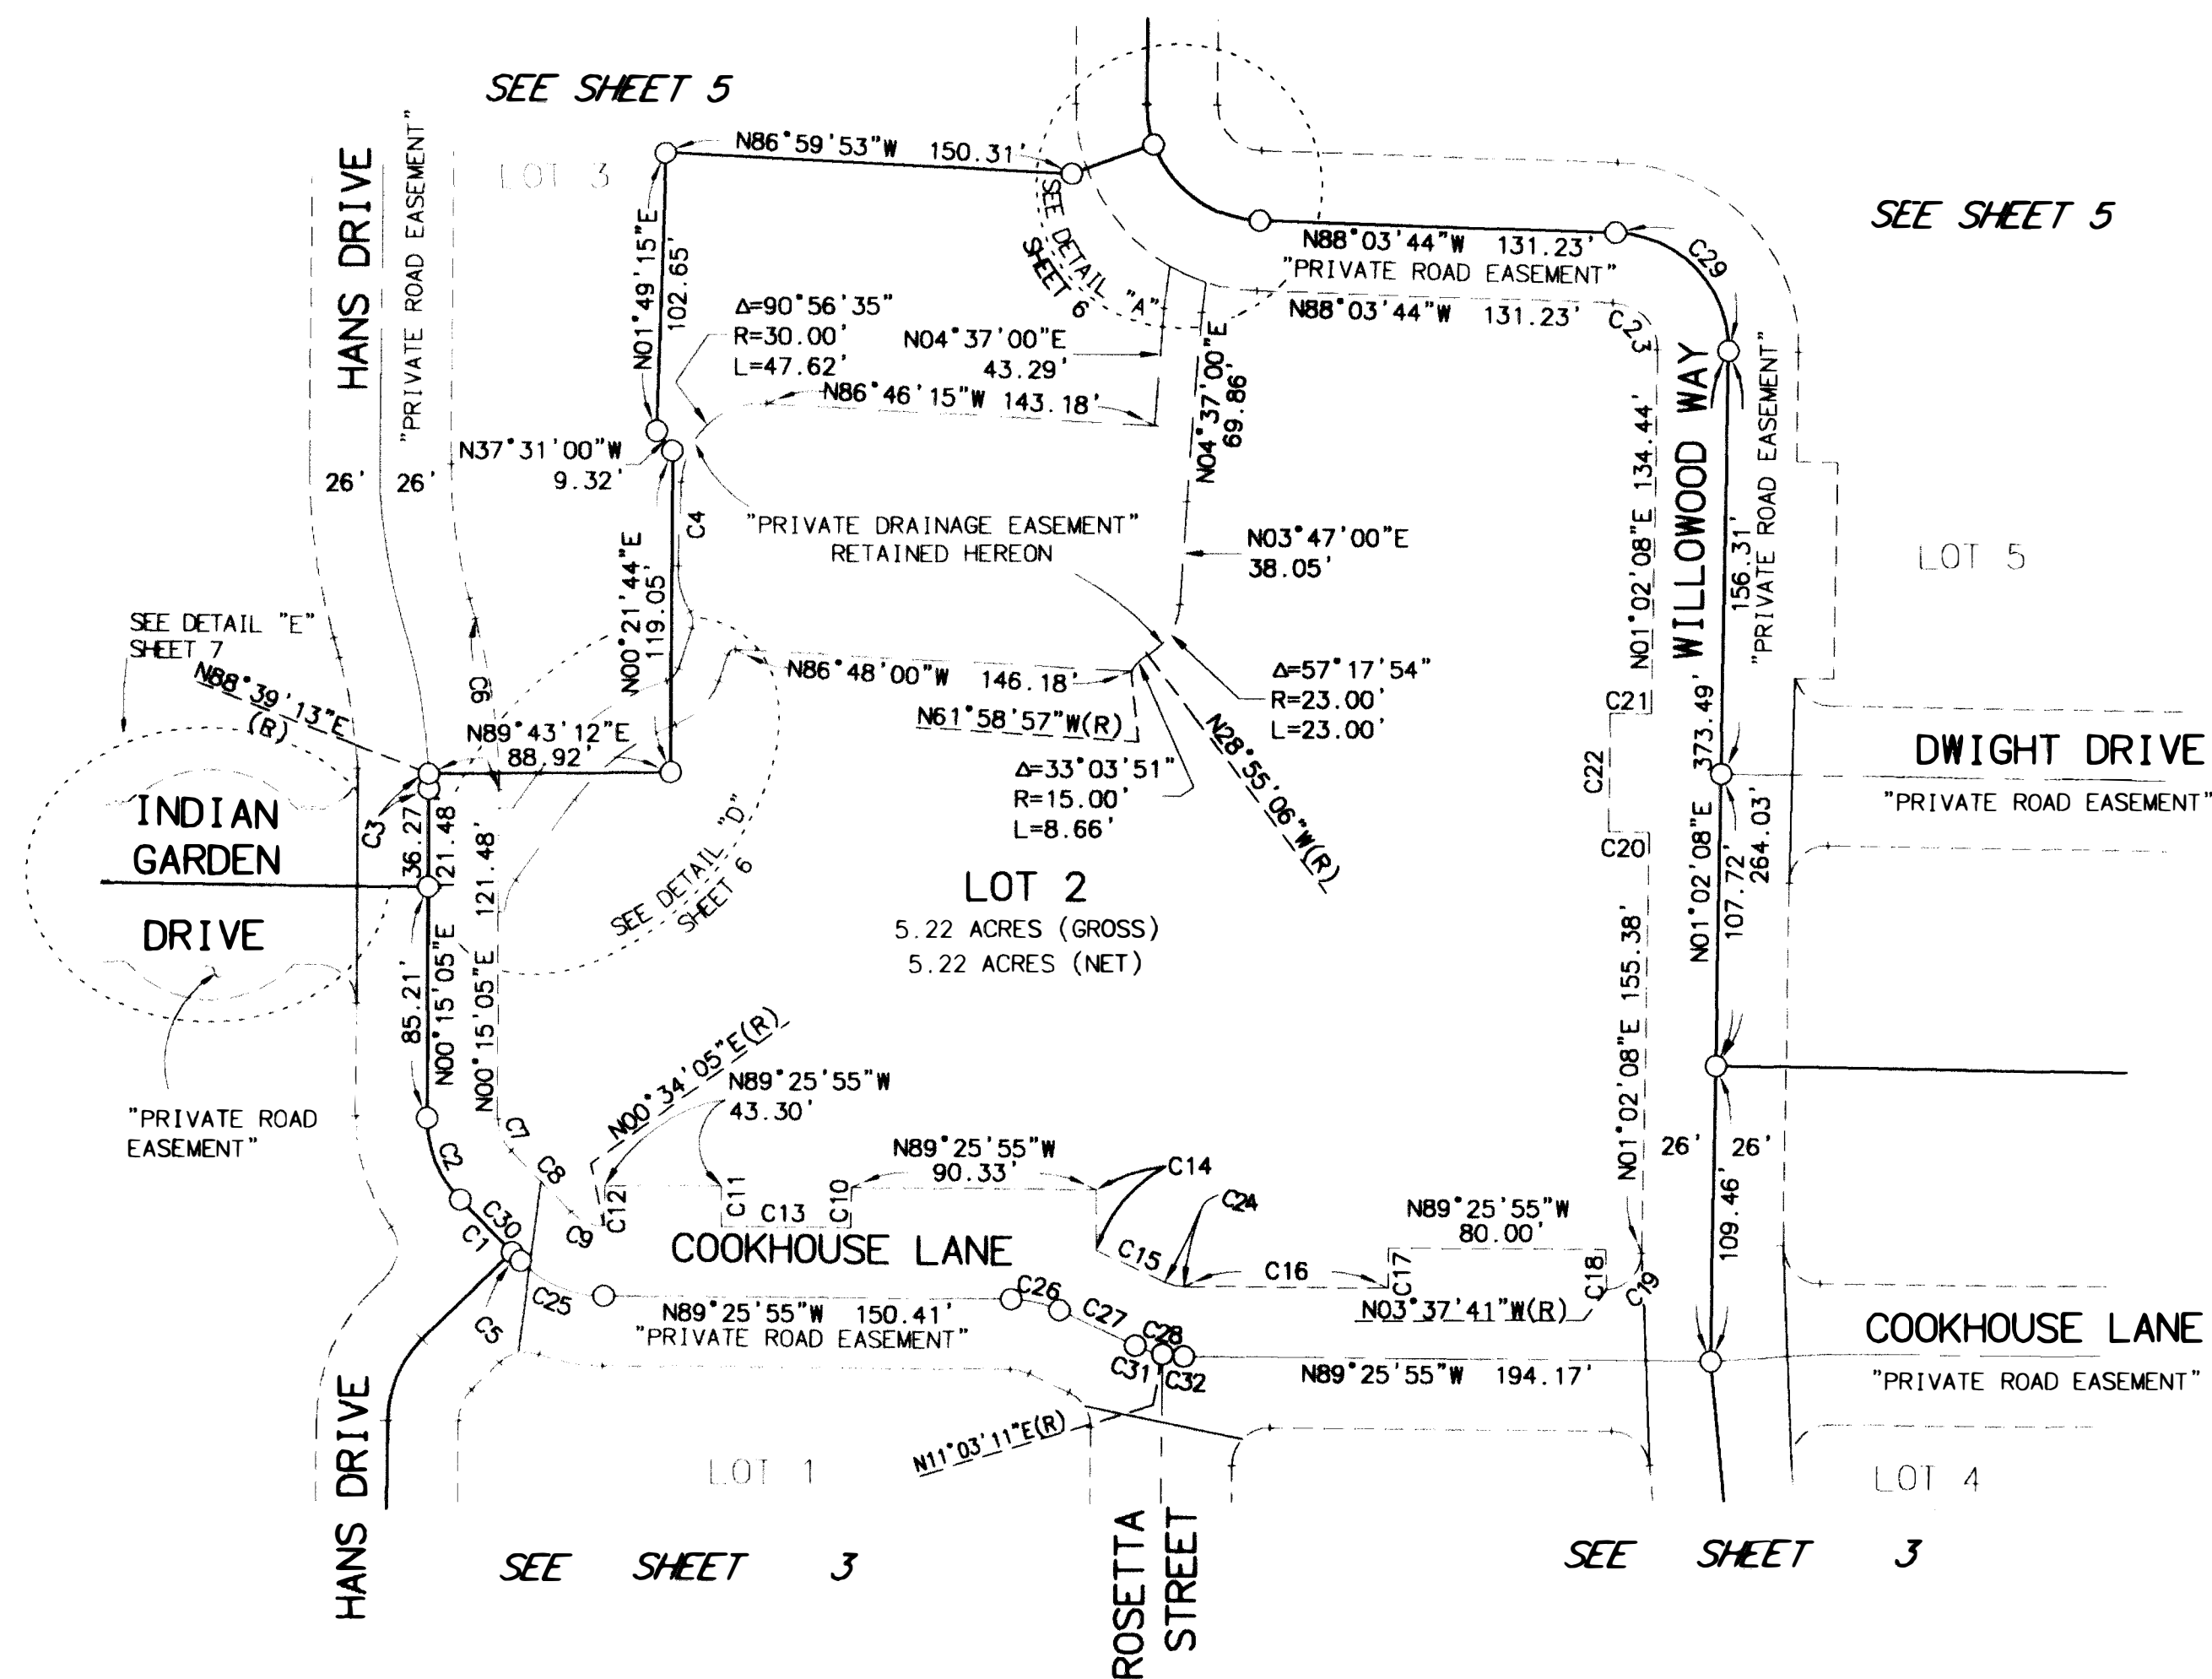 SEE SHEET 5
HANS DRIVE
"PRIVATE ROAD EASEMENT"
LOT 3
N86°59'53"W 150.31'
N01°49'15"E
102.65'
SEE DETAIL "A"
SHEET 6
N88°03'44"W 131.23'
"PRIVATE ROAD EASEMENT"
N88°03'44"W 131.23'
C29
C23
SEE SHEET 5
Δ=90°56'35"
R=30.00'
L=47.62'
N04°37'00"E
43.29'
N86°46'15"W 143.18'
N04°37'00"E
69.86'
N37°31'00"W
9.32'
26'
26'
C4
"PRIVATE DRAINAGE EASEMENT"
RETAINED HEREON
N03°47'00"E
38.05'
N01°02'08"E 134.44'
WILLOWOOD WAY
156.31'
"PRIVATE ROAD EASEMENT"
LOT 5
N00°21'44"E
119.05'
SEE DETAIL "E"
SHEET 7
N88°39'13"E
(R)
C6
N89°43'12"E
88.92'
N86°48'00"W 146.18'
N61°58'57"W(R)
Δ=57°17'54"
R=23.00'
L=23.00'
N28°55'06"W(R)
Δ=33°03'51"
R=15.00'
L=8.66'
C21
C22
C20
373.49'
N01°02'08"E
107.72'
264.03'
DWIGHT DRIVE
"PRIVATE ROAD EASEMENT"
INDIAN
GARDEN
DRIVE
C3
36.27'
121.48
121.48'
SEE DETAIL "D"
SHEET 6
LOT 2
5.22 ACRES (GROSS)
5.22 ACRES (NET)
85.21'
N00°15'05"E
N00°15'05"E
N01°02'08"E 155.38'
"PRIVATE ROAD
EASEMENT"
N00°34'05"E(R)
N89°25'55"W
43.30'
C7
C2
C8
C30
C1
C9
C12
C11
C13
C10
N89°25'55"W
90.33'
C14
C24
26'
26'
109.46'
N89°25'55"W
80.00'
COOKHOUSE LANE
C15
C16
C17
C18
C19
C25
C5
N89°25'55"W 150.41'
"PRIVATE ROAD EASEMENT"
C26
C27
C28
C31
C32
N03°37'41"W(R)
N89°25'55"W 194.17'
COOKHOUSE LANE
"PRIVATE ROAD EASEMENT"
N11°03'11"E(R)
HANS DRIVE
LOT 1
LOT 4
ROSETTA
STREET
SEE SHEET 3
SEE SHEET 3